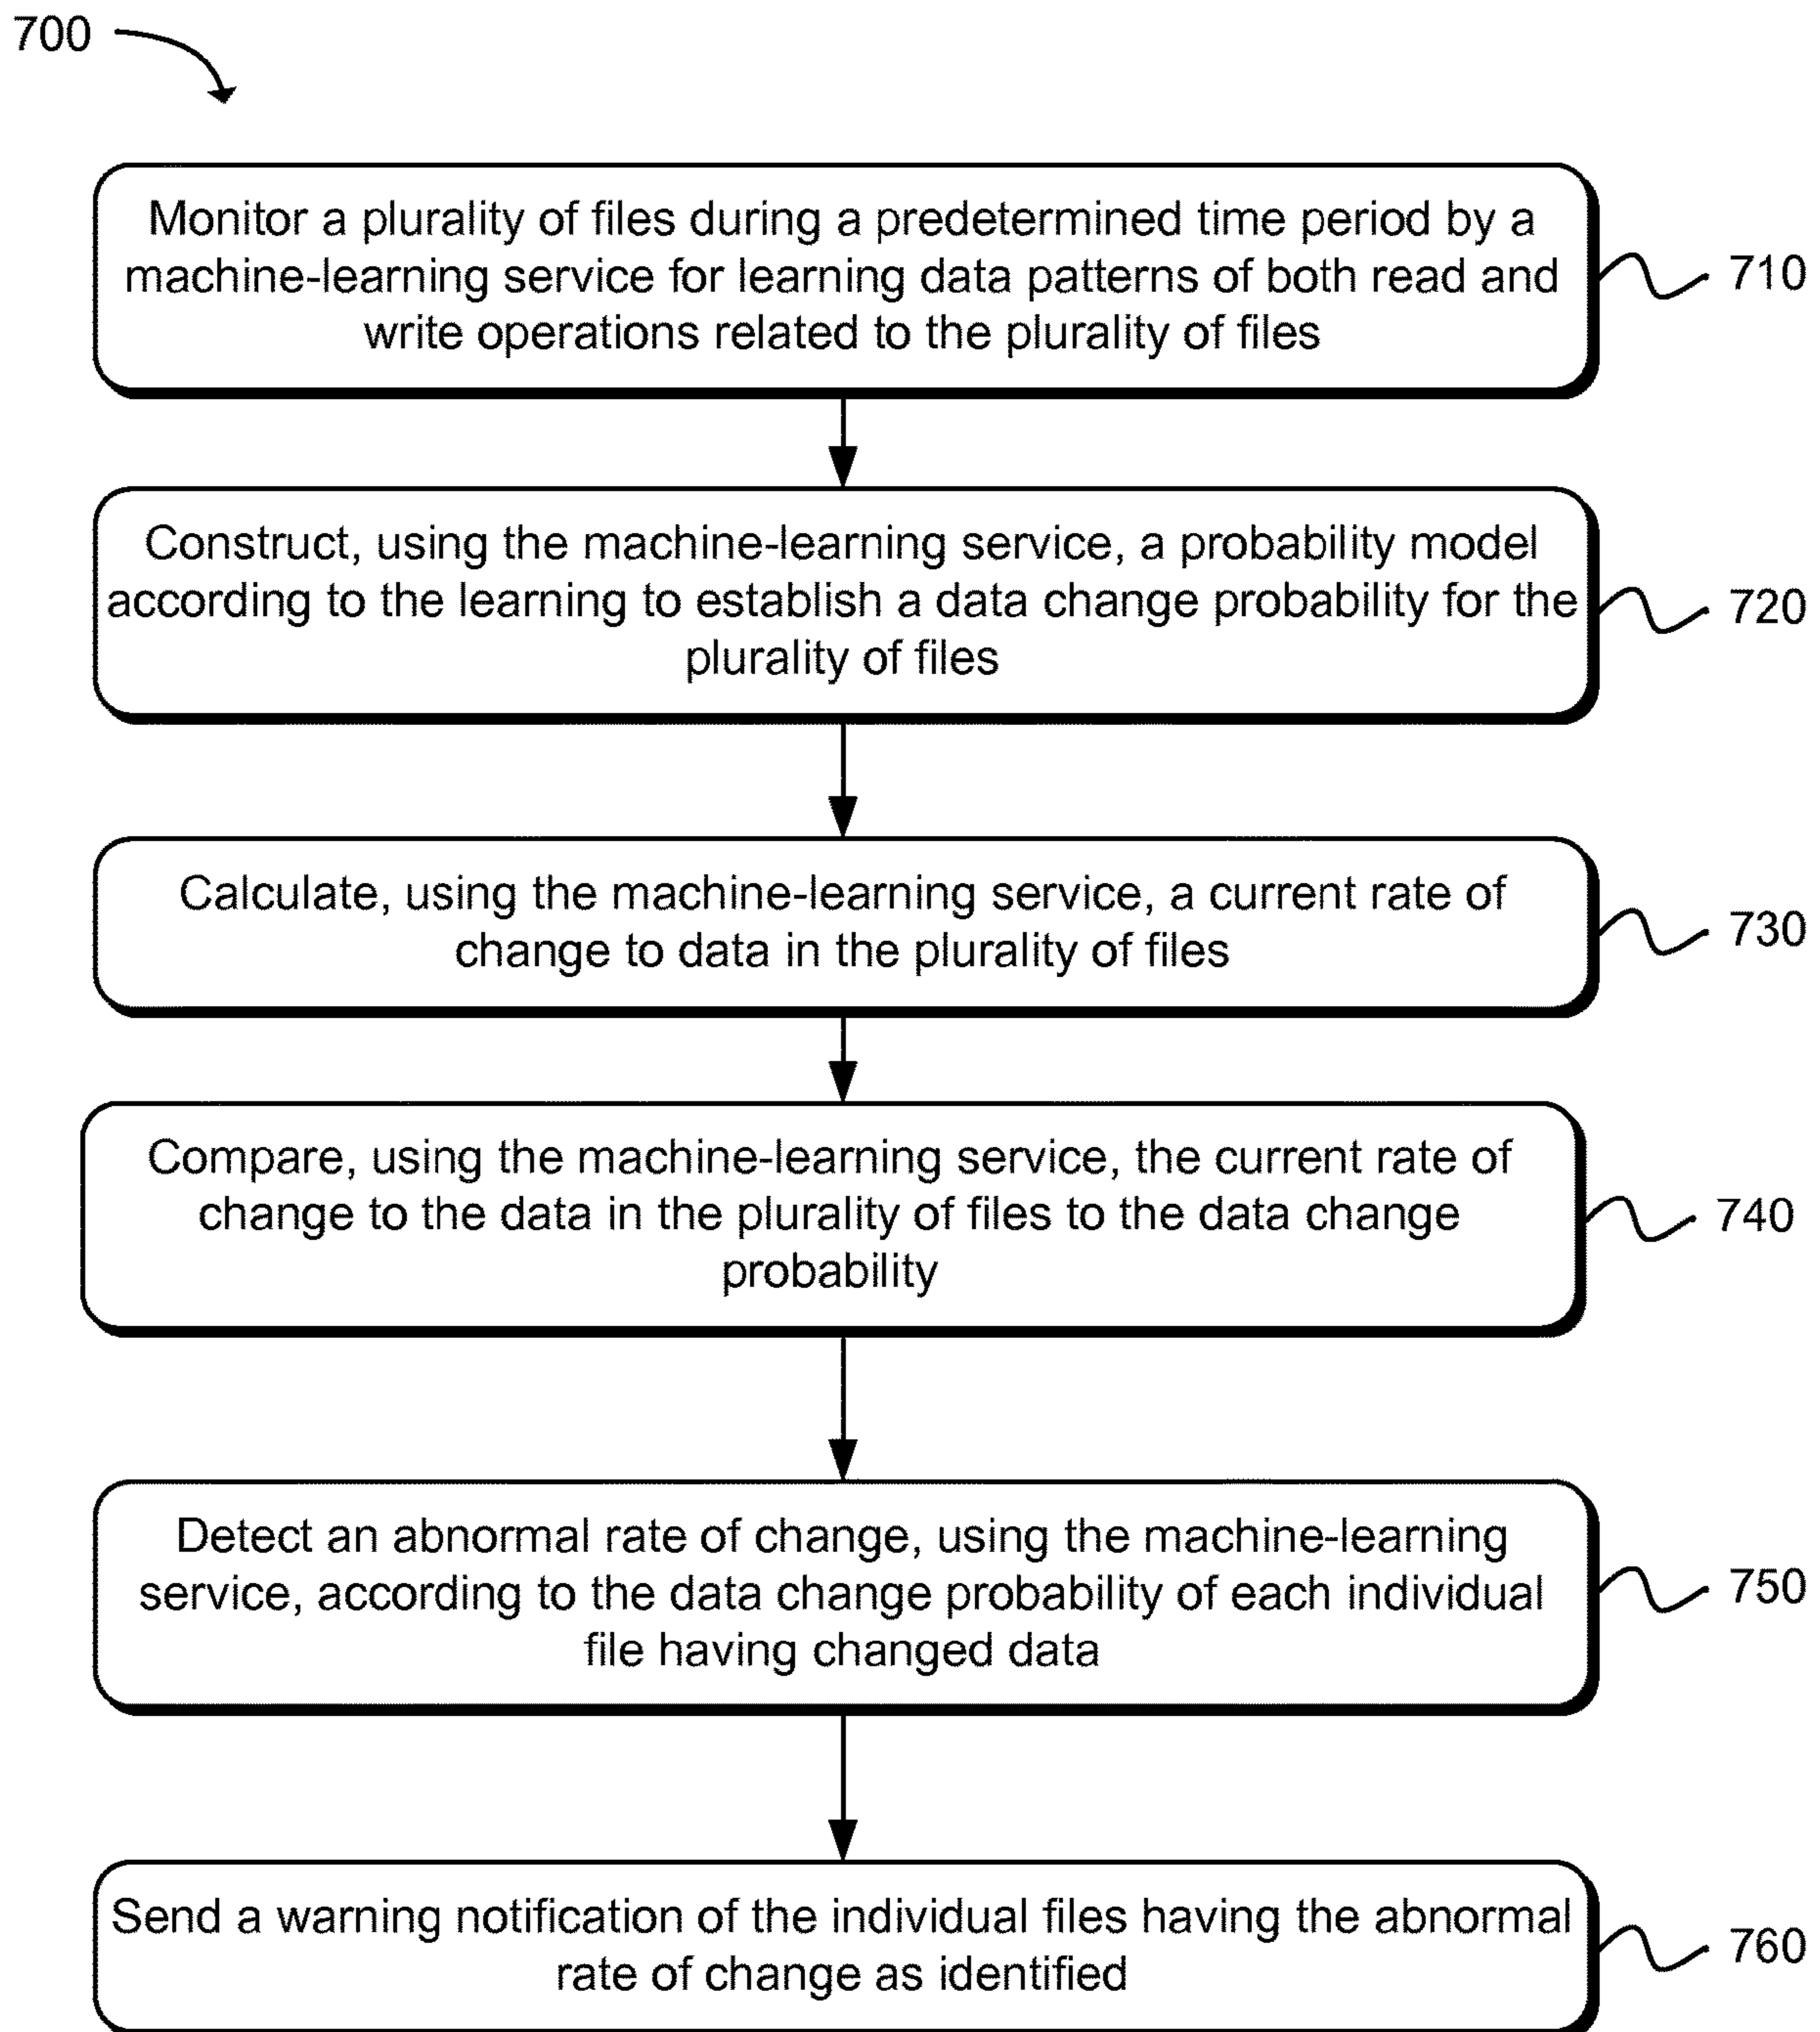 700
Monitor a plurality of files during a predetermined time period by a
machine-learning service for learning data patterns of both read and
write operations related to the plurality of files
710
Construct, using the machine-learning service, a probability model
according to the learning to establish a data change probability for the
plurality of files
720
Calculate, using the machine-learning service, a current rate of
change to data in the plurality of files
730
Compare, using the machine-learning service, the current rate of
change to the data in the plurality of files to the data change
probability
740
Detect an abnormal rate of change, using the machine-learning
service, according to the data change probability of each individual
file having changed data
750
Send a warning notification of the individual files having the abnormal
rate of change as identified
760